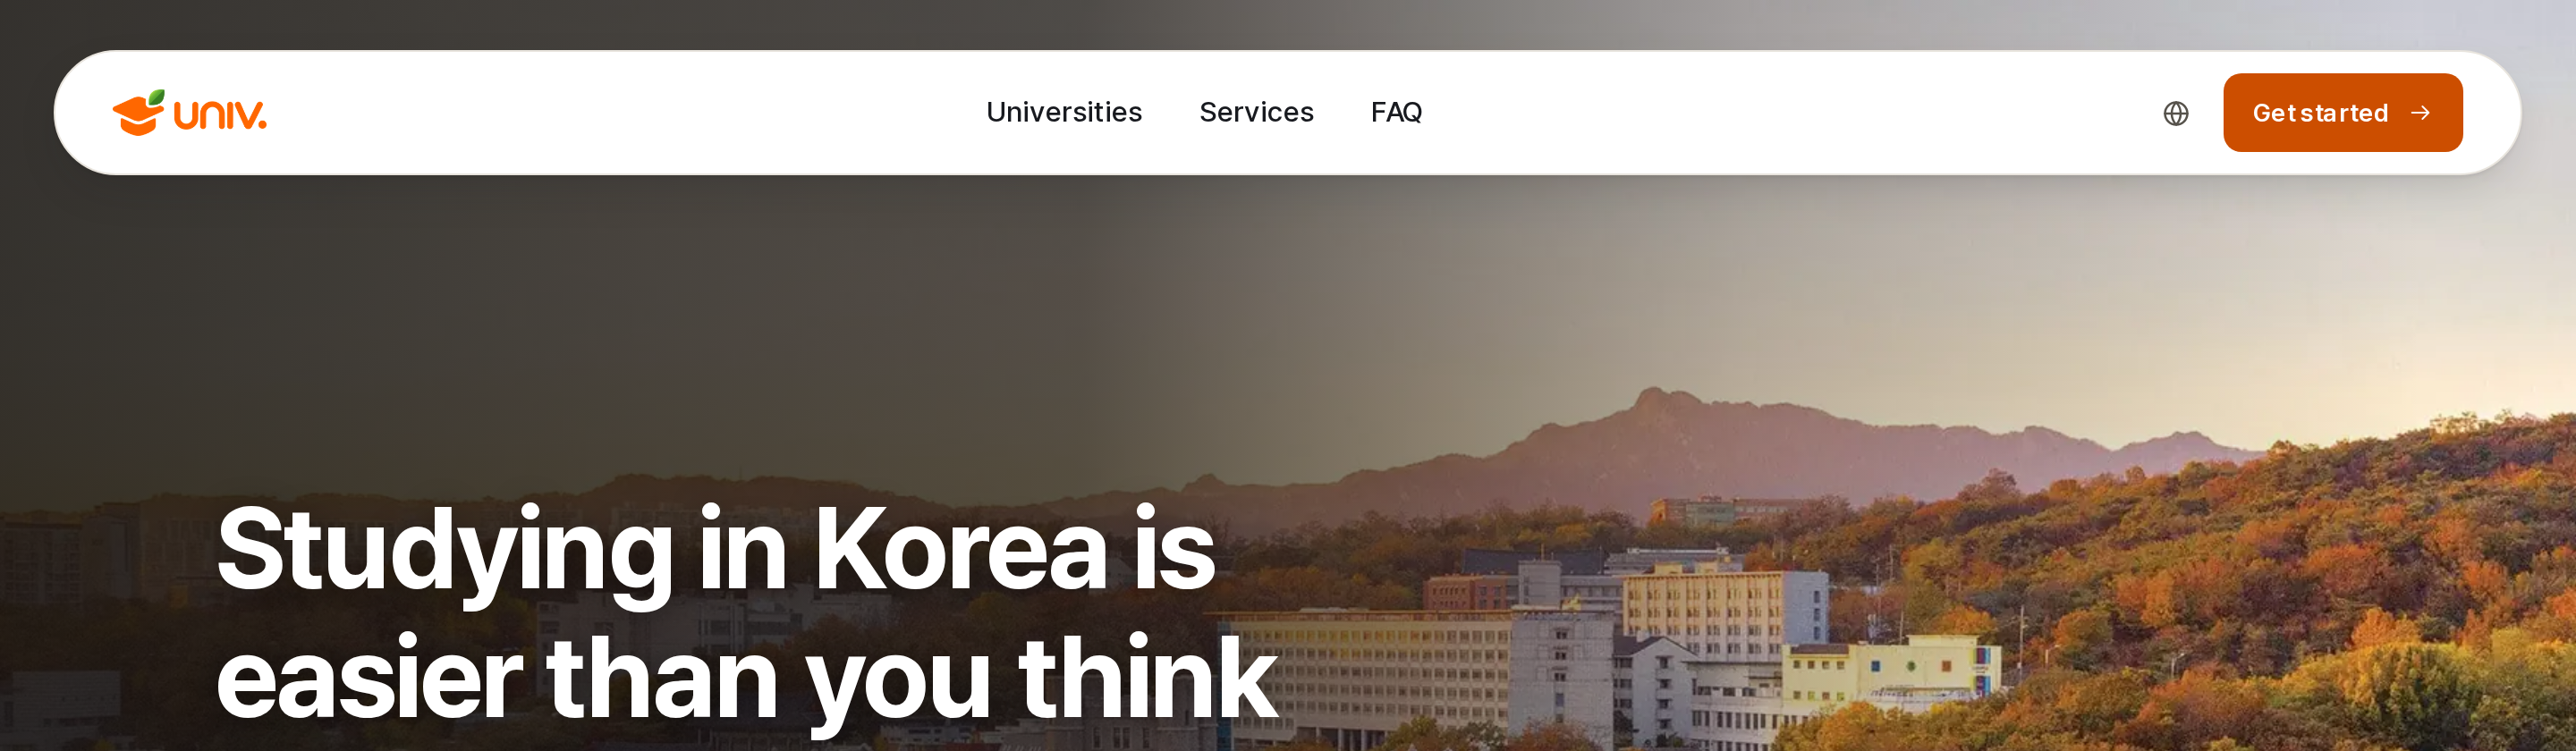 UNIV.
Universities Services FAQ
Get started
Studying in Korea is
easier than you think